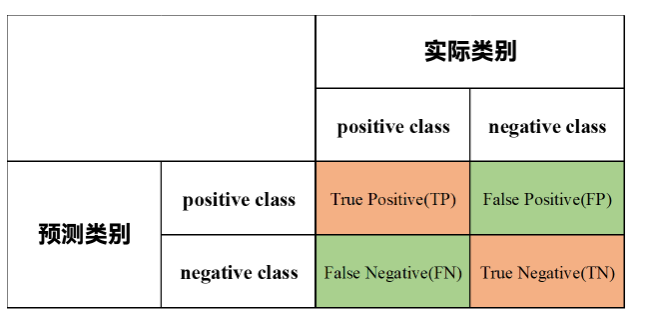 实际类别
positive class
negative class
预测类别
positive class
True Positive(TP)
False Positive(FP)
negative class
False Negative(FN)
True Negative(TN)